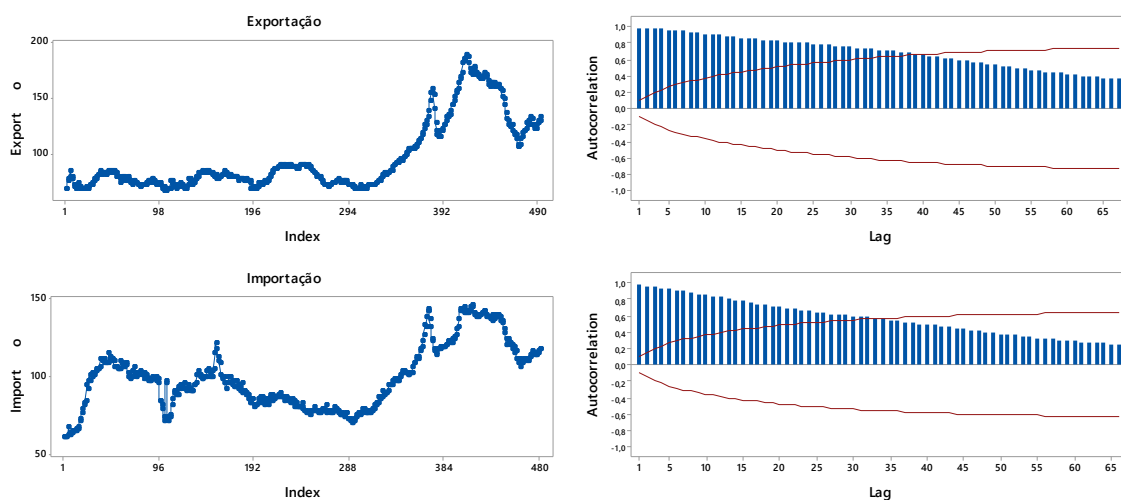 Exportação
200
150
100
Export
o
1 98 196 294 392 490
Index
1,0
0,8
0,6
0,4
0,2
0,0
-0,2
-0,4
-0,6
-0,8
-1,0
Autocorrelation
1 5 10 15 20 25 30 35 40 45 50 55 60 65
Lag
Importação
150
100
50
Import
o
1 96 192 288 384 480
Index
1,0
0,8
0,6
0,4
0,2
0,0
-0,2
-0,4
-0,6
-0,8
-1,0
Autocorrelation
1 5 10 15 20 25 30 35 40 45 50 55 60 65
Lag